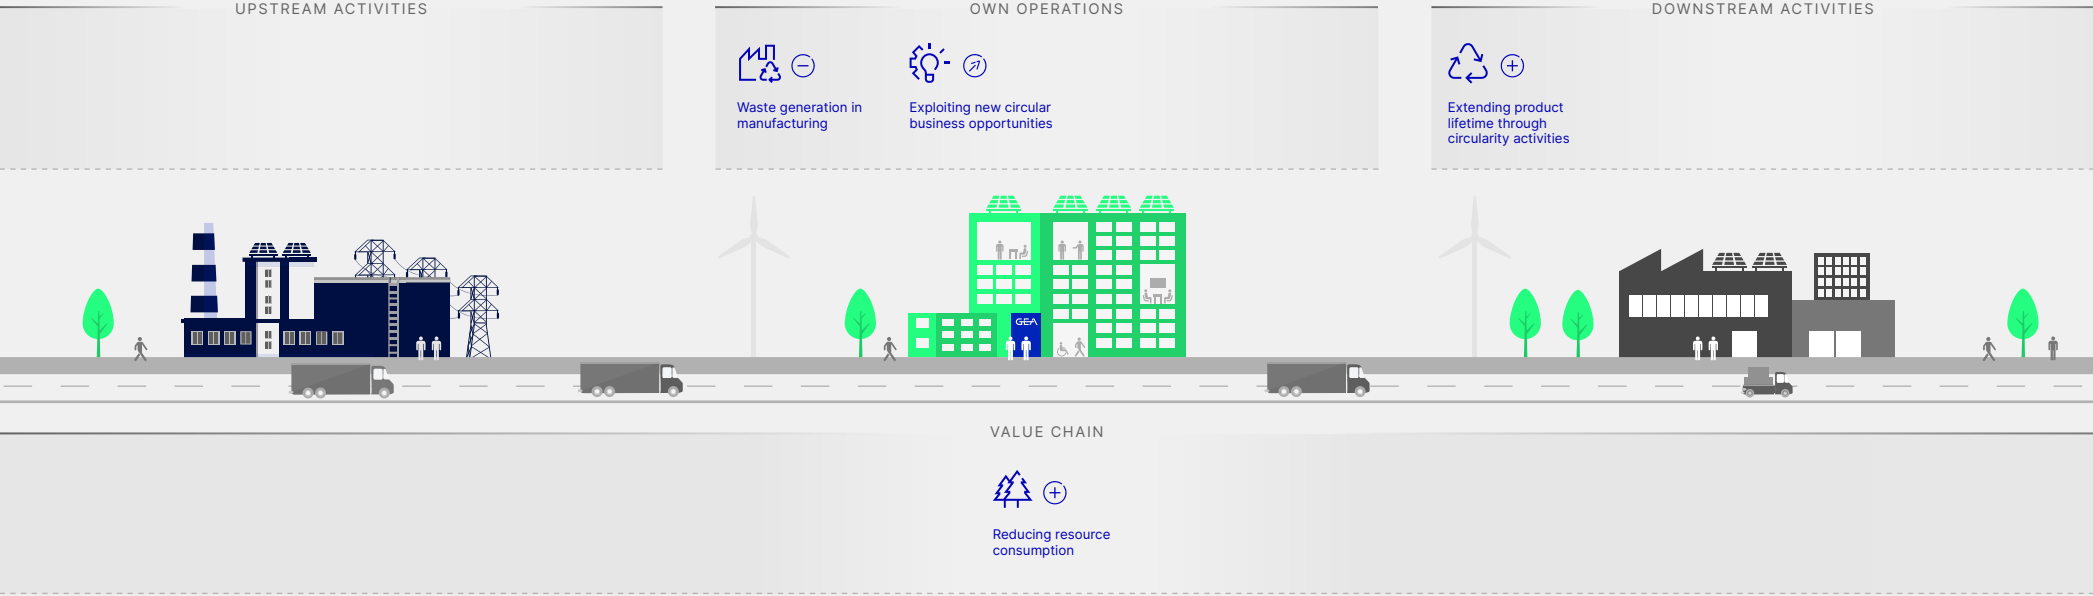 UPSTREAM ACTIVITIES
OWN OPERATIONS
DOWNSTREAM ACTIVITIES
Waste generation in
manufacturing
Exploiting new circular
business opportunities
Extending product
lifetime through
circularity activities
GEA
VALUE CHAIN
Reducing resource
consumption